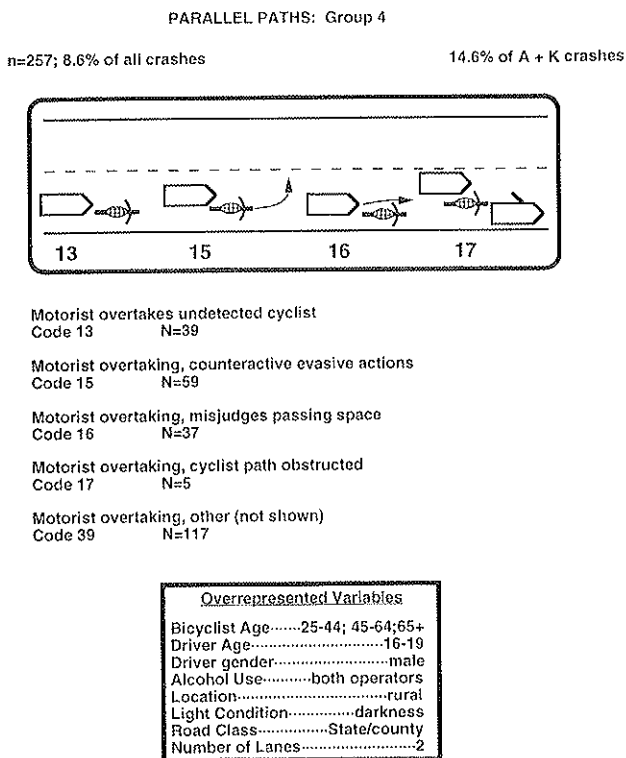 PARALLEL PATHS: Group 4
n=257; 8.6% of all crashes 14.6% of A + K crashes
13 15 16 17
Motorist overtakes undetected cyclist
Code 13 N=39
Motorist overtaking, counteractive evasive actions
Code 15 N=59
Motorist overtaking, misjudges passing space
Code 16 N=37
Motorist overtaking, cyclist path obstructed
Code 17 N=5
Motorist overtaking, other (not shown)
Code 39 N=117
Overrepresented Variables
Bicyclist Age.......25-44; 45-64;65+
Driver Age............................16-19
Driver gender.......................male
Alcohol Use..........both operators
Location...............................rural
Light Condition.............darkness
Road Class...............State/county
Number of Lanes........................2